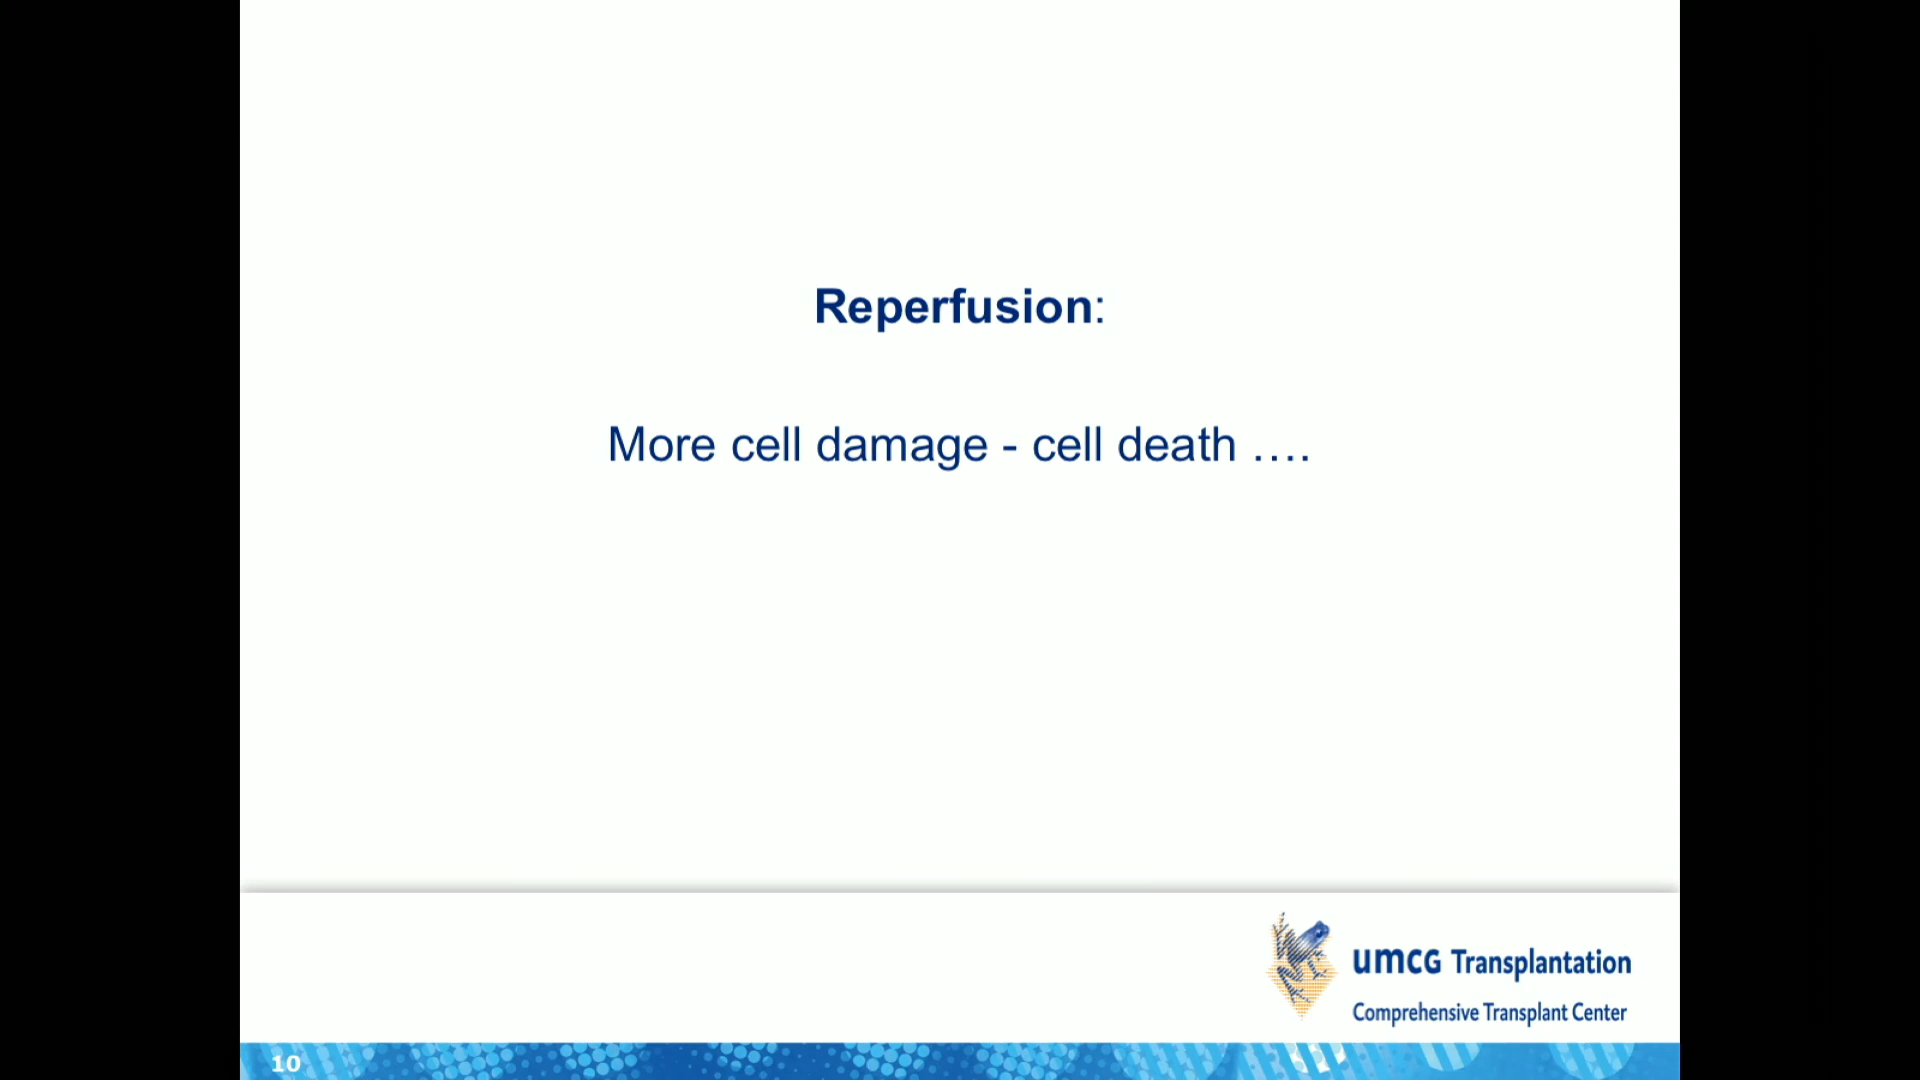 Reperfusion:
More cell damage - cell death ….
umcg Transplantation
Comprehensive Transplant Center
10